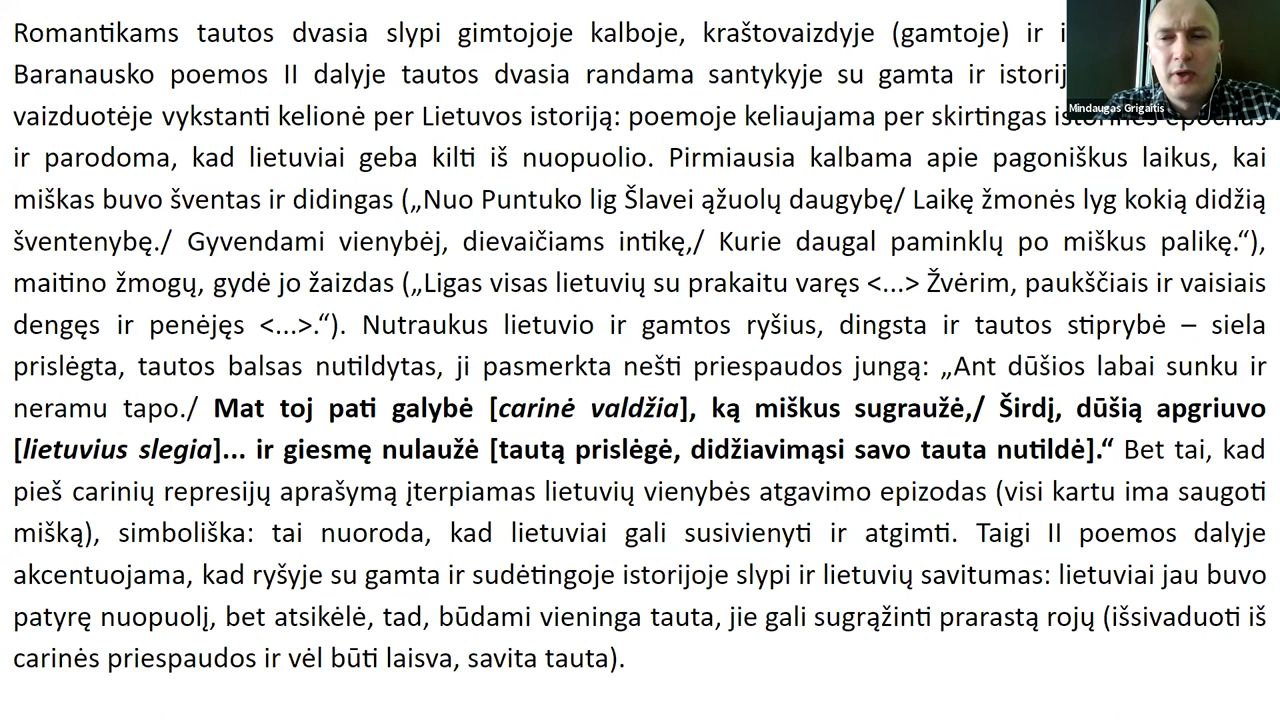 Romantikams tautos dvasia slypi gimtojoje kalboje, kraštovaizdyje (gamtoje) ir
Baranausko poemos II dalyje tautos dvasia randama santykyje su gamta ir
vaizduotėje vykstanti kelionė per Lietuvos istoriją: poemoje keliaujama per skirtingas istorines epochas
ir parodoma, kad lietuviai geba kilti iš nuopuolio. Pirmiausia kalbama apie pagoniškus laikus, kai
miškas buvo šventas ir didingas („Nuo Puntuko lig Šlavei ąžuolų daugybę/ Laikę žmonės lyg kokią didžią
šventenybę./ Gyvendami vienybėj, dievaičiams intikę,/ Kurie daugal paminklų po miškus palikę.“),
maitino žmogų, gydė jo žaizdas („Ligas visas lietuvių su prakaitu varęs <...> Žvėrim, paukščiais ir vaisiais
dengęs ir penėjęs <...>.“). Nutraukus lietuvio ir gamtos ryšius, dingsta ir tautos stiprybė – siela
prislėgta, tautos balsas nutildytas, ji pasmerkta nešti priespaudos jungą: „Ant dūšios labai sunku ir
neramu tapo./ Mat toj pati galybė [carinė valdžia], ką miškus sugraužė,/ Širdį, dūšią apgriuvo
[lietuvius slegia]... ir giesmę nulaužė [tautą prislėgė, didžiavimąsi savo tauta nutildė].“ Bet tai, kad
pieš carinių represijų aprašymą įterpiamas lietuvių vienybės atgavimo epizodas (visi kartu ima saugoti
mišką), simboliška: tai nuoroda, kad lietuviai gali susivienyti ir atgimti. Taigi II poemos dalyje
akcentuojama, kad ryšyje su gamta ir sudėtingoje istorijoje slypi ir lietuvių savitumas: lietuviai jau buvo
patyrę nuopuolį, bet atsikėlė, tad, būdami vieninga tauta, jie gali sugrąžinti prarastą rojų (išsivaduoti iš
carinės priespaudos ir vėl būti laisva, savita tauta).
Mindaugas Grigaitis